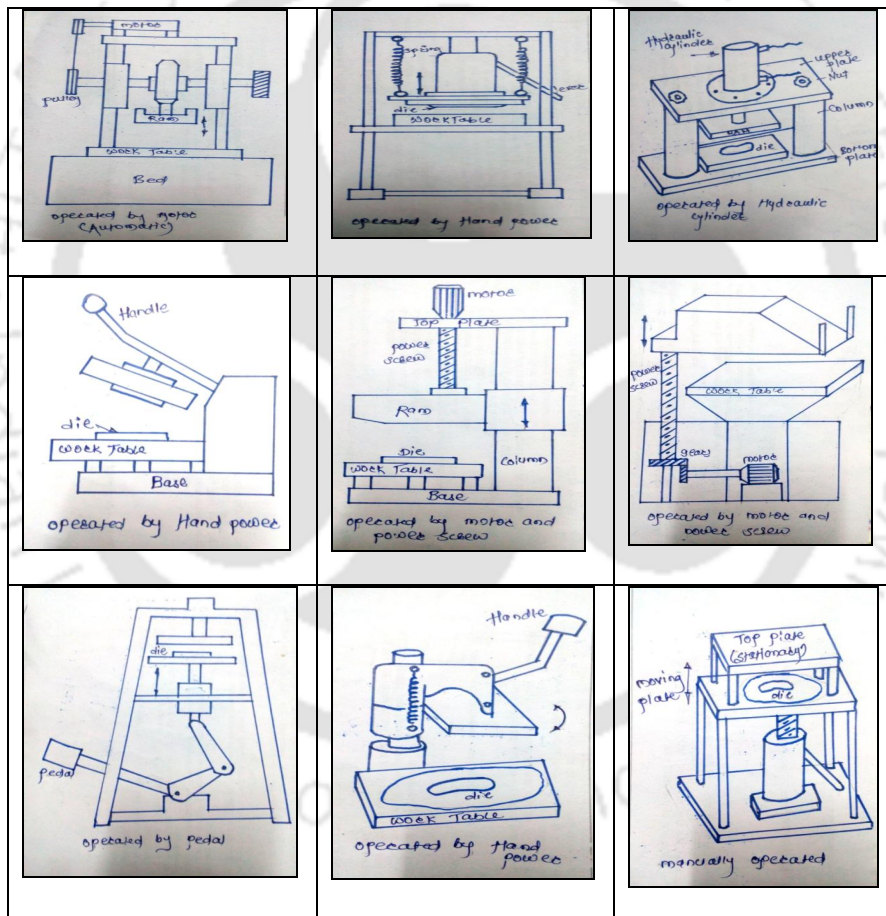 motor
pulley
Ram
work Table
Bed
operated by motor
(Automatic)
spring
lever
die
work Table
operated by Hand power
Hydraulic
cylinder
upper
plate
Nut
column
RAM
die
Bottom
plate
operated by Hydraulic
cylinder
Handle
die
work Table
Base
operated by Hand power
motor
Top plate
power
screw
Ram
Die
work Table
column
Base
operated by motor and
power screw
power
screw
work Table
gears
motor
operated by motor and
power screw
die
pedal
operated by pedal
Handle
die
work Table
operated by Hand
power
Top plate
(stationary)
moving
plate
die
manually operated